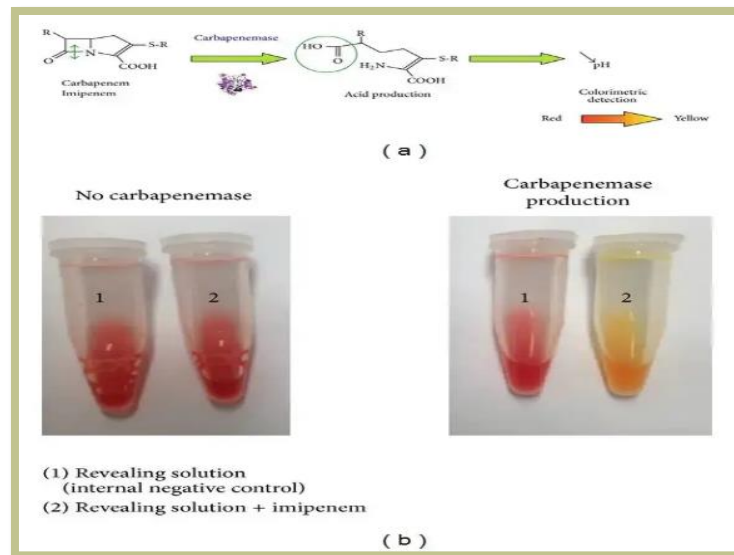 R
O
N
S-R
COOH
Carbapenem
Imipenem
Carbapenemase
HO
O
R
H₂N
S-R
COOH
Acid production
pH
Colorimetric
detection
Red
Yellow
( a )
No carbapenemase
Carbapenemase
production
1
2
1
2
(1) Revealing solution
(internal negative control)
(2) Revealing solution + imipenem
( b )